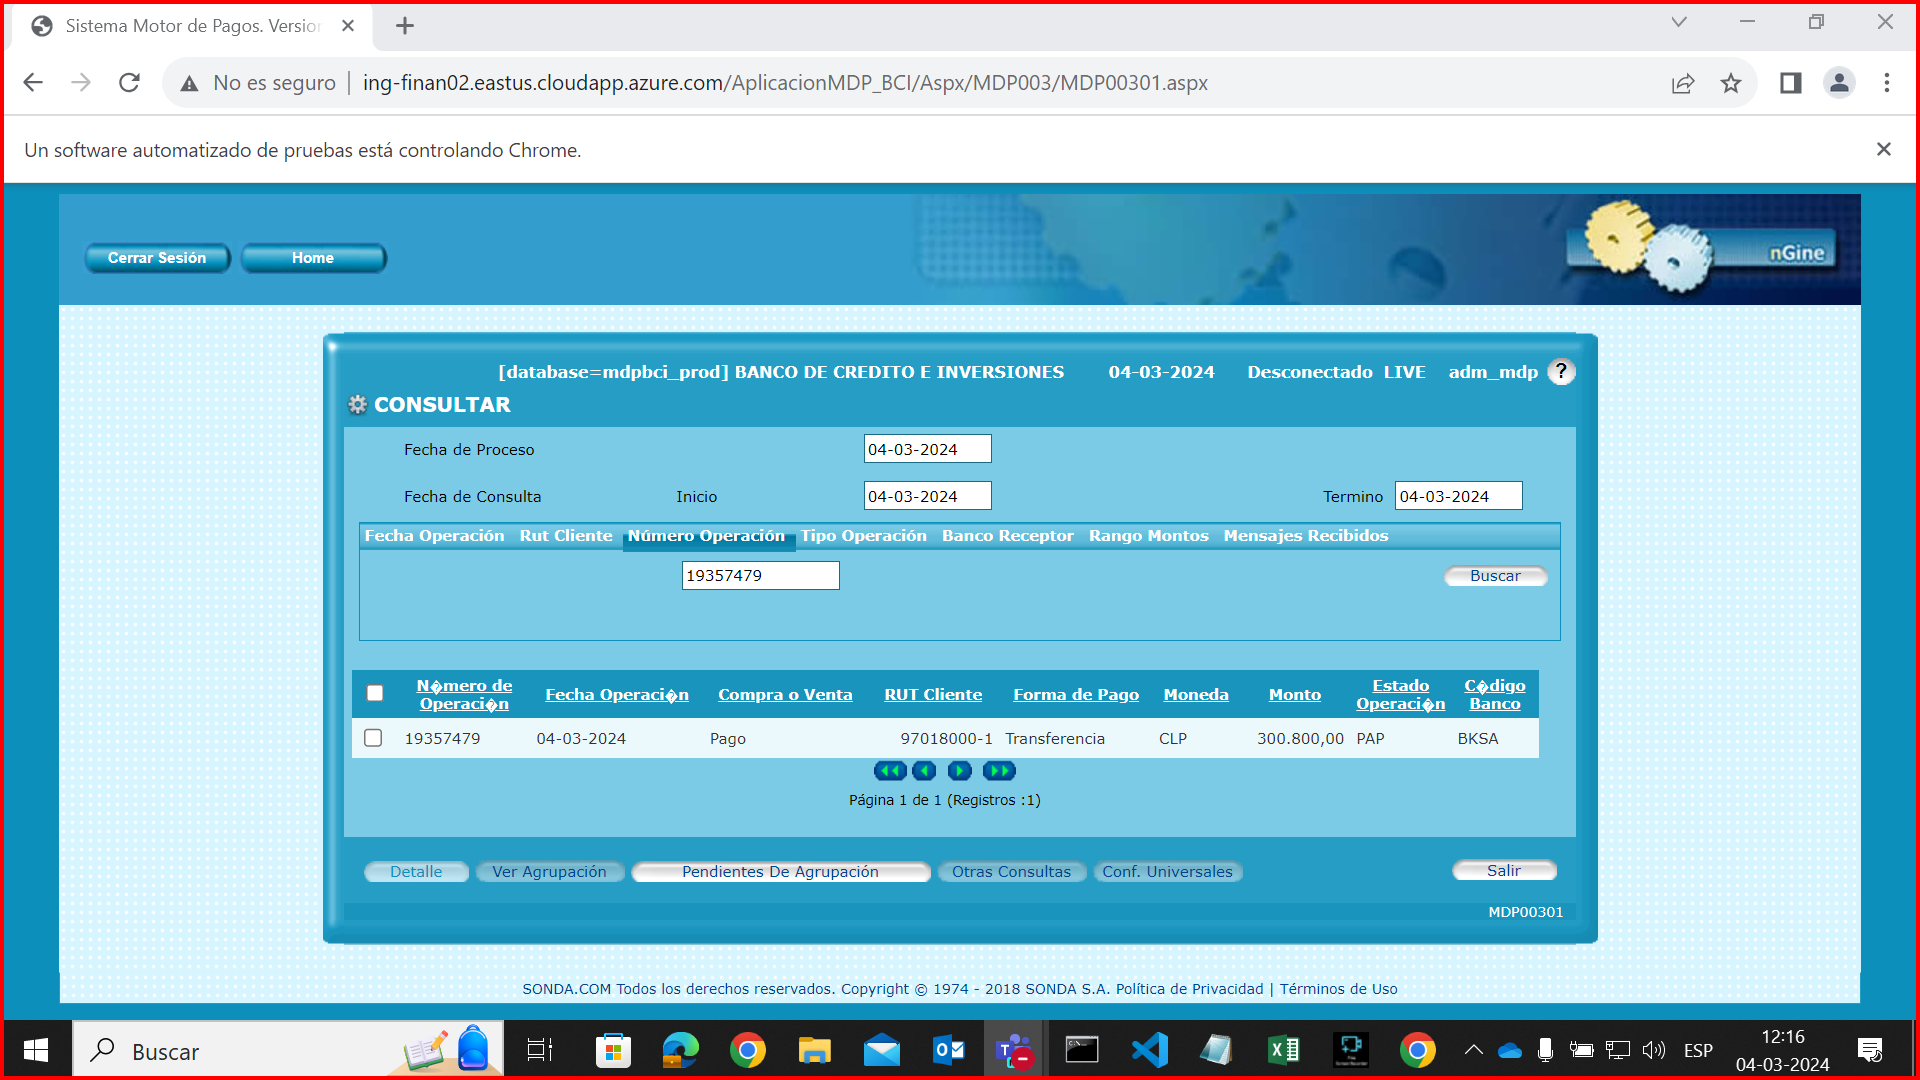 Sistema Motor de Pagos. Version
No es seguro
ing-finan02.eastus.cloudapp.azure.com/AplicacionMDP_BCI/Aspx/MDP003/MDP00301.aspx
Un software automatizado de pruebas está controlando Chrome.
Cerrar Sesión Home
nGine
[database=mdpbci_prod] BANCO DE CREDITO E INVERSIONES 04-03-2024 Desconectado LIVE adm_mdp ?
CONSULTAR
Fecha de Proceso 04-03-2024
Fecha de Consulta Inicio 04-03-2024 Termino 04-03-2024
Fecha Operación Rut Cliente Número Operación Tipo Operación Banco Receptor Rango Montos Mensajes Recibidos
19357479 Buscar
N�mero de Operaci�n Fecha Operaci�n Compra o Venta RUT Cliente Forma de Pago Moneda Monto Estado Operaci�n C�digo Banco
19357479 04-03-2024 Pago 97018000-1 Transferencia CLP 300.800,00 PAP BKSA
Página 1 de 1 (Registros :1)
Detalle Ver Agrupación Pendientes De Agrupación Otras Consultas Conf. Universales Salir
MDP00301
SONDA.COM Todos los derechos reservados. Copyright © 1974 - 2018 SONDA S.A. Política de Privacidad | Términos de Uso
Buscar
ESP
12:16
04-03-2024